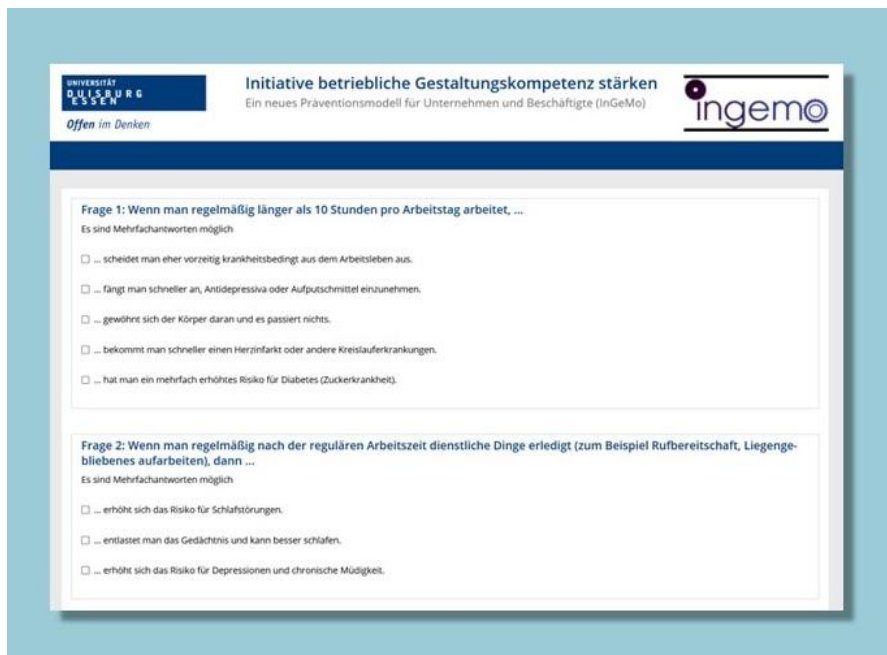 UNIVERSITÄT
DUISBURG
ESSEN
Offen im Denken
Initiative betriebliche Gestaltungskompetenz stärken
Ein neues Präventionsmodell für Unternehmen und Beschäftigte (InGeMo)
ingemo
Frage 1: Wenn man regelmäßig länger als 10 Stunden pro Arbeitstag arbeitet, ...
Es sind Mehrfachantworten möglich
... scheidet man eher vorzeitig krankheitsbedingt aus dem Arbeitsleben aus.
... fängt man schneller an, Antidepressiva oder Aufputschmittel einzunehmen.
... gewöhnt sich der Körper daran und es passiert nichts.
... bekommt man schneller einen Herzinfarkt oder andere Kreislauferkrankungen.
... hat man ein mehrfach erhöhtes Risiko für Diabetes (Zuckerkrankheit).
Frage 2: Wenn man regelmäßig nach der regulären Arbeitszeit dienstliche Dinge erledigt (zum Beispiel Rufbereitschaft, Liegenge-
bliebenes aufarbeiten), dann ...
Es sind Mehrfachantworten möglich
... erhöht sich das Risiko für Schlafstörungen.
... entlastet man das Gedächtnis und kann besser schlafen.
... erhöht sich das Risiko für Depressionen und chronische Müdigkeit.